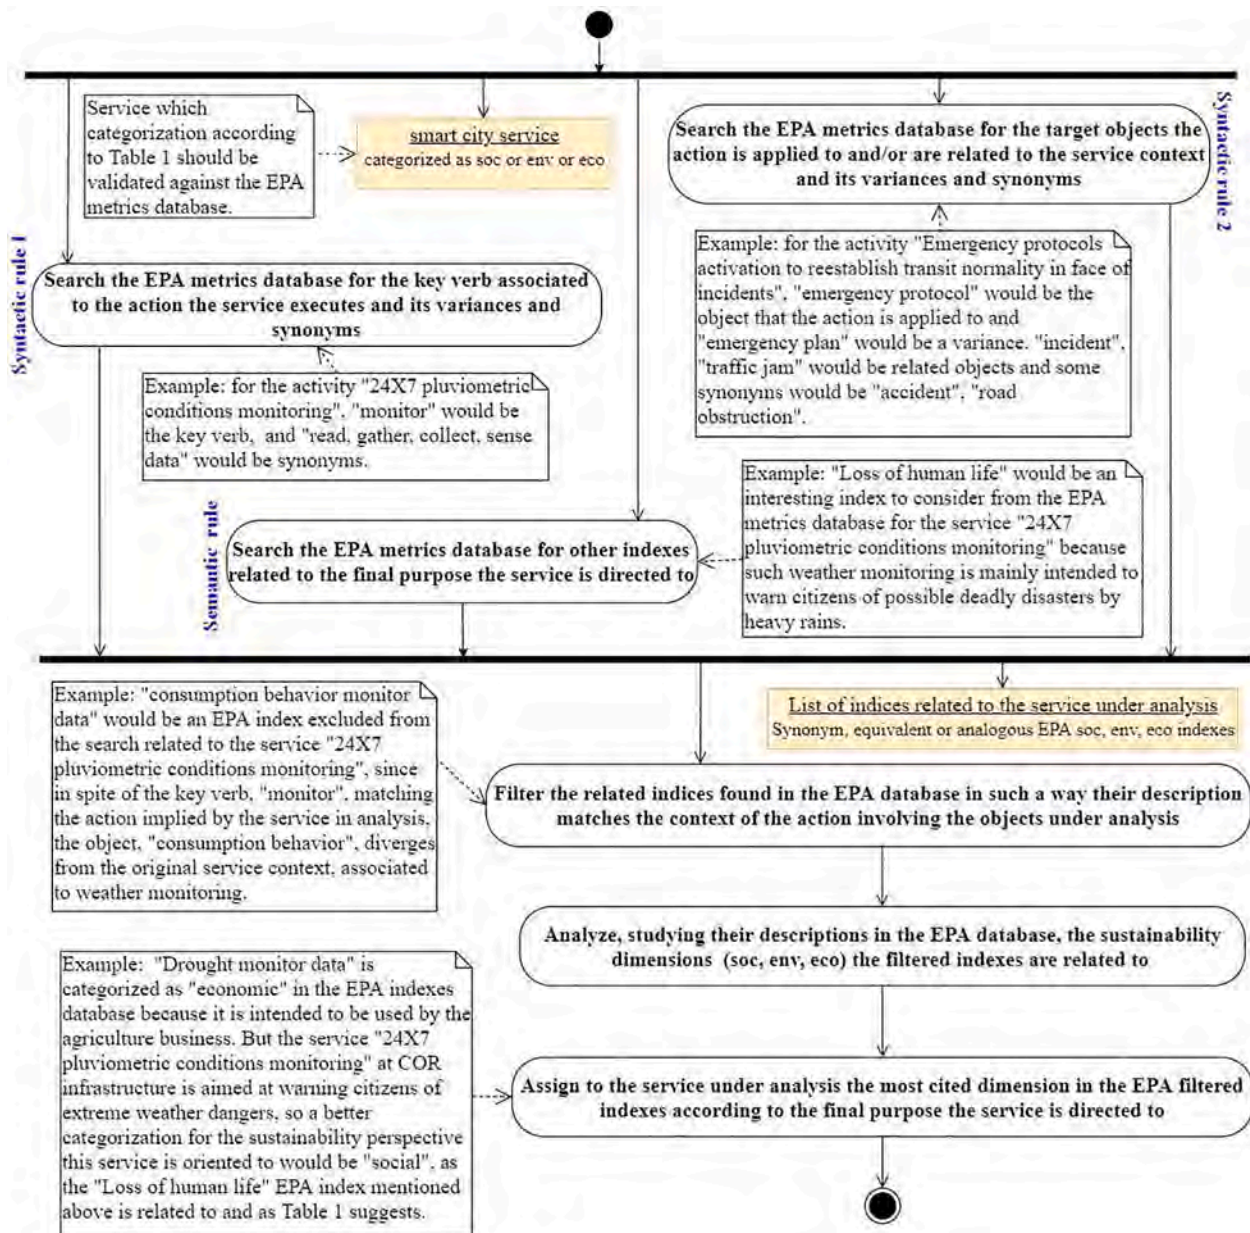 Service which
categorization according
to Table 1 should be
validated against the EPA
metrics database.
smart city service
categorized as soc or env or eco
Search the EPA metrics database for the target objects the
action is applied to and/or are related to the service context
and its variances and synonyms
Syntactic rule 2
Syntactic rule 1
Search the EPA metrics database for the key verb associated
to the action the service executes and its variances and
synonyms
Example: for the activity "Emergency protocols
activation to reestablish transit normality in face of
incidents", "emergency protocol" would be the
object that the action is applied to and
"emergency plan" would be a variance. "incident",
"traffic jam" would be related objects and some
synonyms would be "accident", "road
obstruction".
Example: for the activity "24X7 pluviometric
conditions monitoring", "monitor" would be
the key verb, and "read, gather, collect, sense
data" would be synonyms.
Semantic rule
Search the EPA metrics database for other indexes
related to the final purpose the service is directed to
Example: "Loss of human life" would be an
interesting index to consider from the EPA
metrics database for the service "24X7
pluviometric conditions monitoring" because
such weather monitoring is mainly intended to
warn citizens of possible deadly disasters by
heavy rains.
Example: "consumption behavior monitor
data" would be an EPA index excluded from
the search related to the service "24X7
pluviometric conditions monitoring", since
in spite of the key verb, "monitor", matching
the action implied by the service in analysis,
the object, "consumption behavior", diverges
from the original service context, associated
to weather monitoring.
List of indices related to the service under analysis
Synonym, equivalent or analogous EPA soc, env, eco indexes
Filter the related indices found in the EPA database in such a way their description
matches the context of the action involving the objects under analysis
Analyze, studying their descriptions in the EPA database, the sustainability
dimensions (soc, env, eco) the filtered indexes are related to
Example: "Drought monitor data" is
categorized as "economic" in the EPA indexes
database because it is intended to be used by the
agriculture business. But the service "24X7
pluviometric conditions monitoring" at COR
infrastructure is aimed at warning citizens of
extreme weather dangers, so a better
categorization for the sustainability perspective
this service is oriented to would be "social", as
the "Loss of human life" EPA index mentioned
above is related to and as Table 1 suggests.
Assign to the service under analysis the most cited dimension in the EPA filtered
indexes according to the final purpose the service is directed to